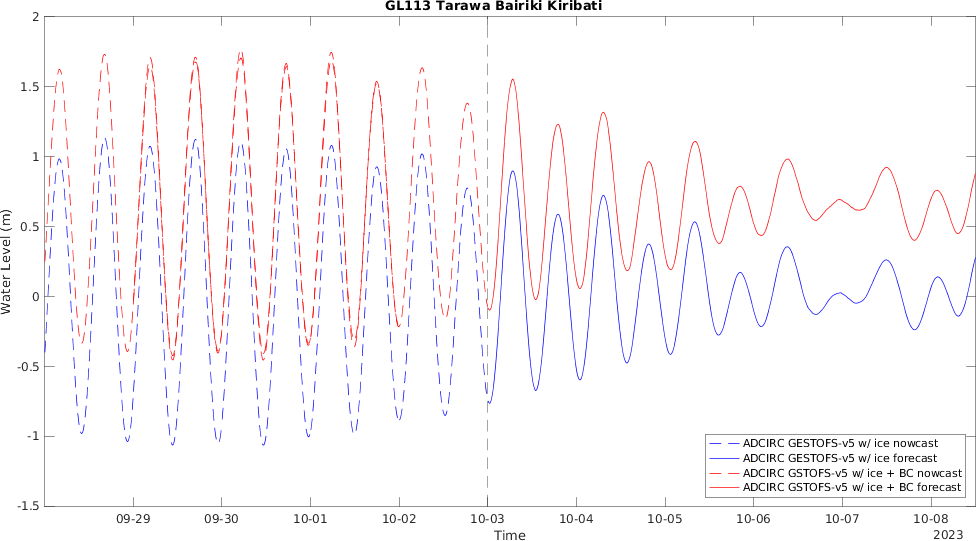 GL113 Tarawa Bairiki Kiribati
2
1.5
1
0.5
0
-0.5
-1
-1.5
Water Level (m)
ADCIRC GESTOFS-v5 w/ ice nowcast
ADCIRC GESTOFS-v5 w/ ice forecast
ADCIRC GSTOFS-v5 w/ ice + BC nowcast
ADCIRC GSTOFS-v5 w/ ice + BC forecast
09-29 09-30 10-01 10-02 10-03 10-04 10-05 10-06 10-07 10-08
Time
2023